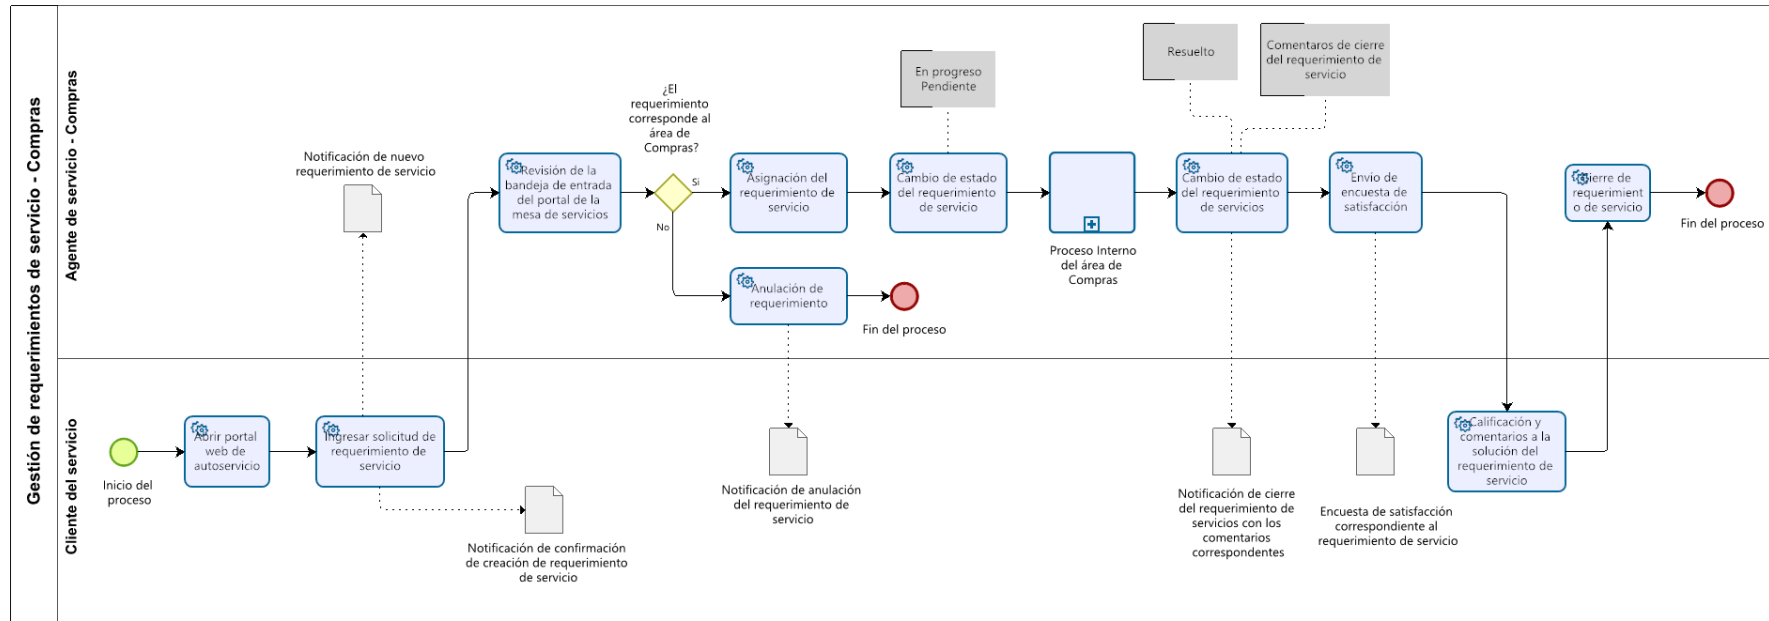 Gestión de requerimientos de servicio - Compras
Agente de servicio - Compras
Cliente del servicio
Notificación de nuevo
requerimiento de servicio
Revisión de la
bandeja de entrada
del portal de la
mesa de servicios
¿El
requerimiento
corresponde al
área de
Compras?
Si
No
Asignación del
requerimiento de
servicio
En progreso
Pendiente
Cambio de estado
del requerimiento
de servicio
Proceso Interno
del área de
Compras
Resuelto
Comentaros de cierre
del requerimiento de
servicio
Cambio de estado
del requerimiento
de servicios
Envio de
encuesta de
satisfacción
Cierre de
requerimient
o de servicio
Fin del proceso
Anulación de
requerimiento
Fin del proceso
Inicio del
proceso
Abrir portal
web de
autoservicio
Ingresar solicitud de
requerimiento de
servicio
Notificación de confirmación
de creación de requerimiento
de servicio
Notificación de anulación
del requerimiento de
servicio
Notificación de cierre
del requerimiento de
servicios con los
comentarios
correspondentes
Encuesta de satisfacción
correspondiente al
requerimiento de servicio
Calificación y
comentarios a la
solución del
requerimiento de
servicio